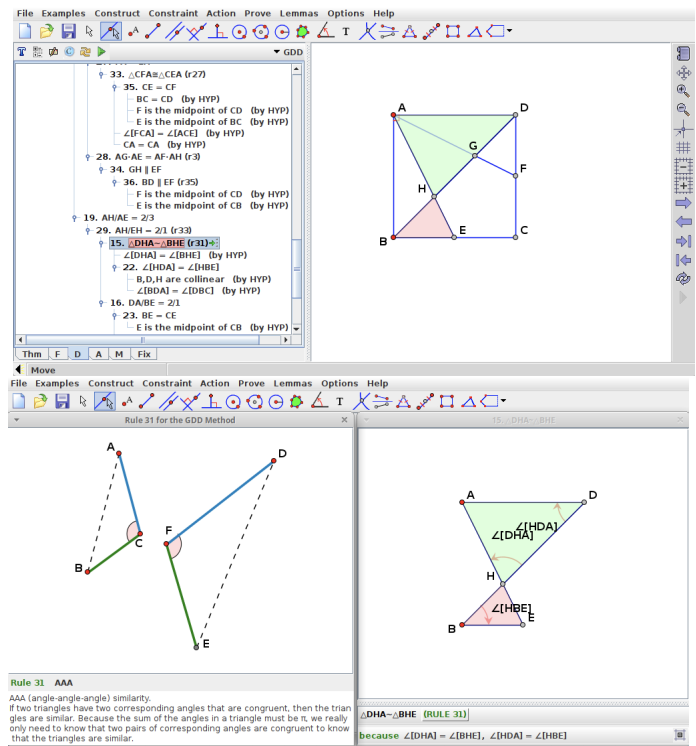 File Examples Construct Constraint Action Prove Lemmas Options Help
A T
T C GDD
33. △CFA≅△CEA (r27)
35. CE = CF
BC = CD (by HYP)
F is the midpoint of CD (by HYP)
E is the midpoint of BC (by HYP)
∠[FCA] = ∠[ACE] (by HYP)
CA = CA (by HYP)
28. AG·AE = AF·AH (r3)
34. GH ∥ EF
36. BD ∥ EF (r35)
F is the midpoint of CD (by HYP)
E is the midpoint of CB (by HYP)
19. AH/AE = 2/3
29. AH/EH = 2/1 (r33)
15. △DHA~△BHE (r31)
∠[DHA] = ∠[BHE] (by HYP)
22. ∠[HDA] = ∠[HBE]
B,D,H are collinear (by HYP)
∠[BDA] = ∠[DBC] (by HYP)
16. DA/BE = 2/1
23. BE = CE
E is the midpoint of CB (by HYP)
Thm F D A M Fix
Move
A D
G
F
H
B E C
File Examples Construct Constraint Action Prove Lemmas Options Help
A T
Rule 31 for the GDD Method
A
D
F
C
B
E
Rule 31 AAA
AAA (angle-angle-angle) similarity.
If two triangles have two corresponding angles that are congruent, then the trian
gles are similar. Because the sum of the angles in a triangle must be π, we really
only need to know that two pairs of corresponding angles are congruent to know
that the triangles are similar.
15. △DHA~△BHE
A D
∠[HDA]
∠[DHA]
H
∠[HBE]
B E
△DHA~△BHE (RULE 31)
because ∠[DHA] = ∠[BHE], ∠[HDA] = ∠[HBE]